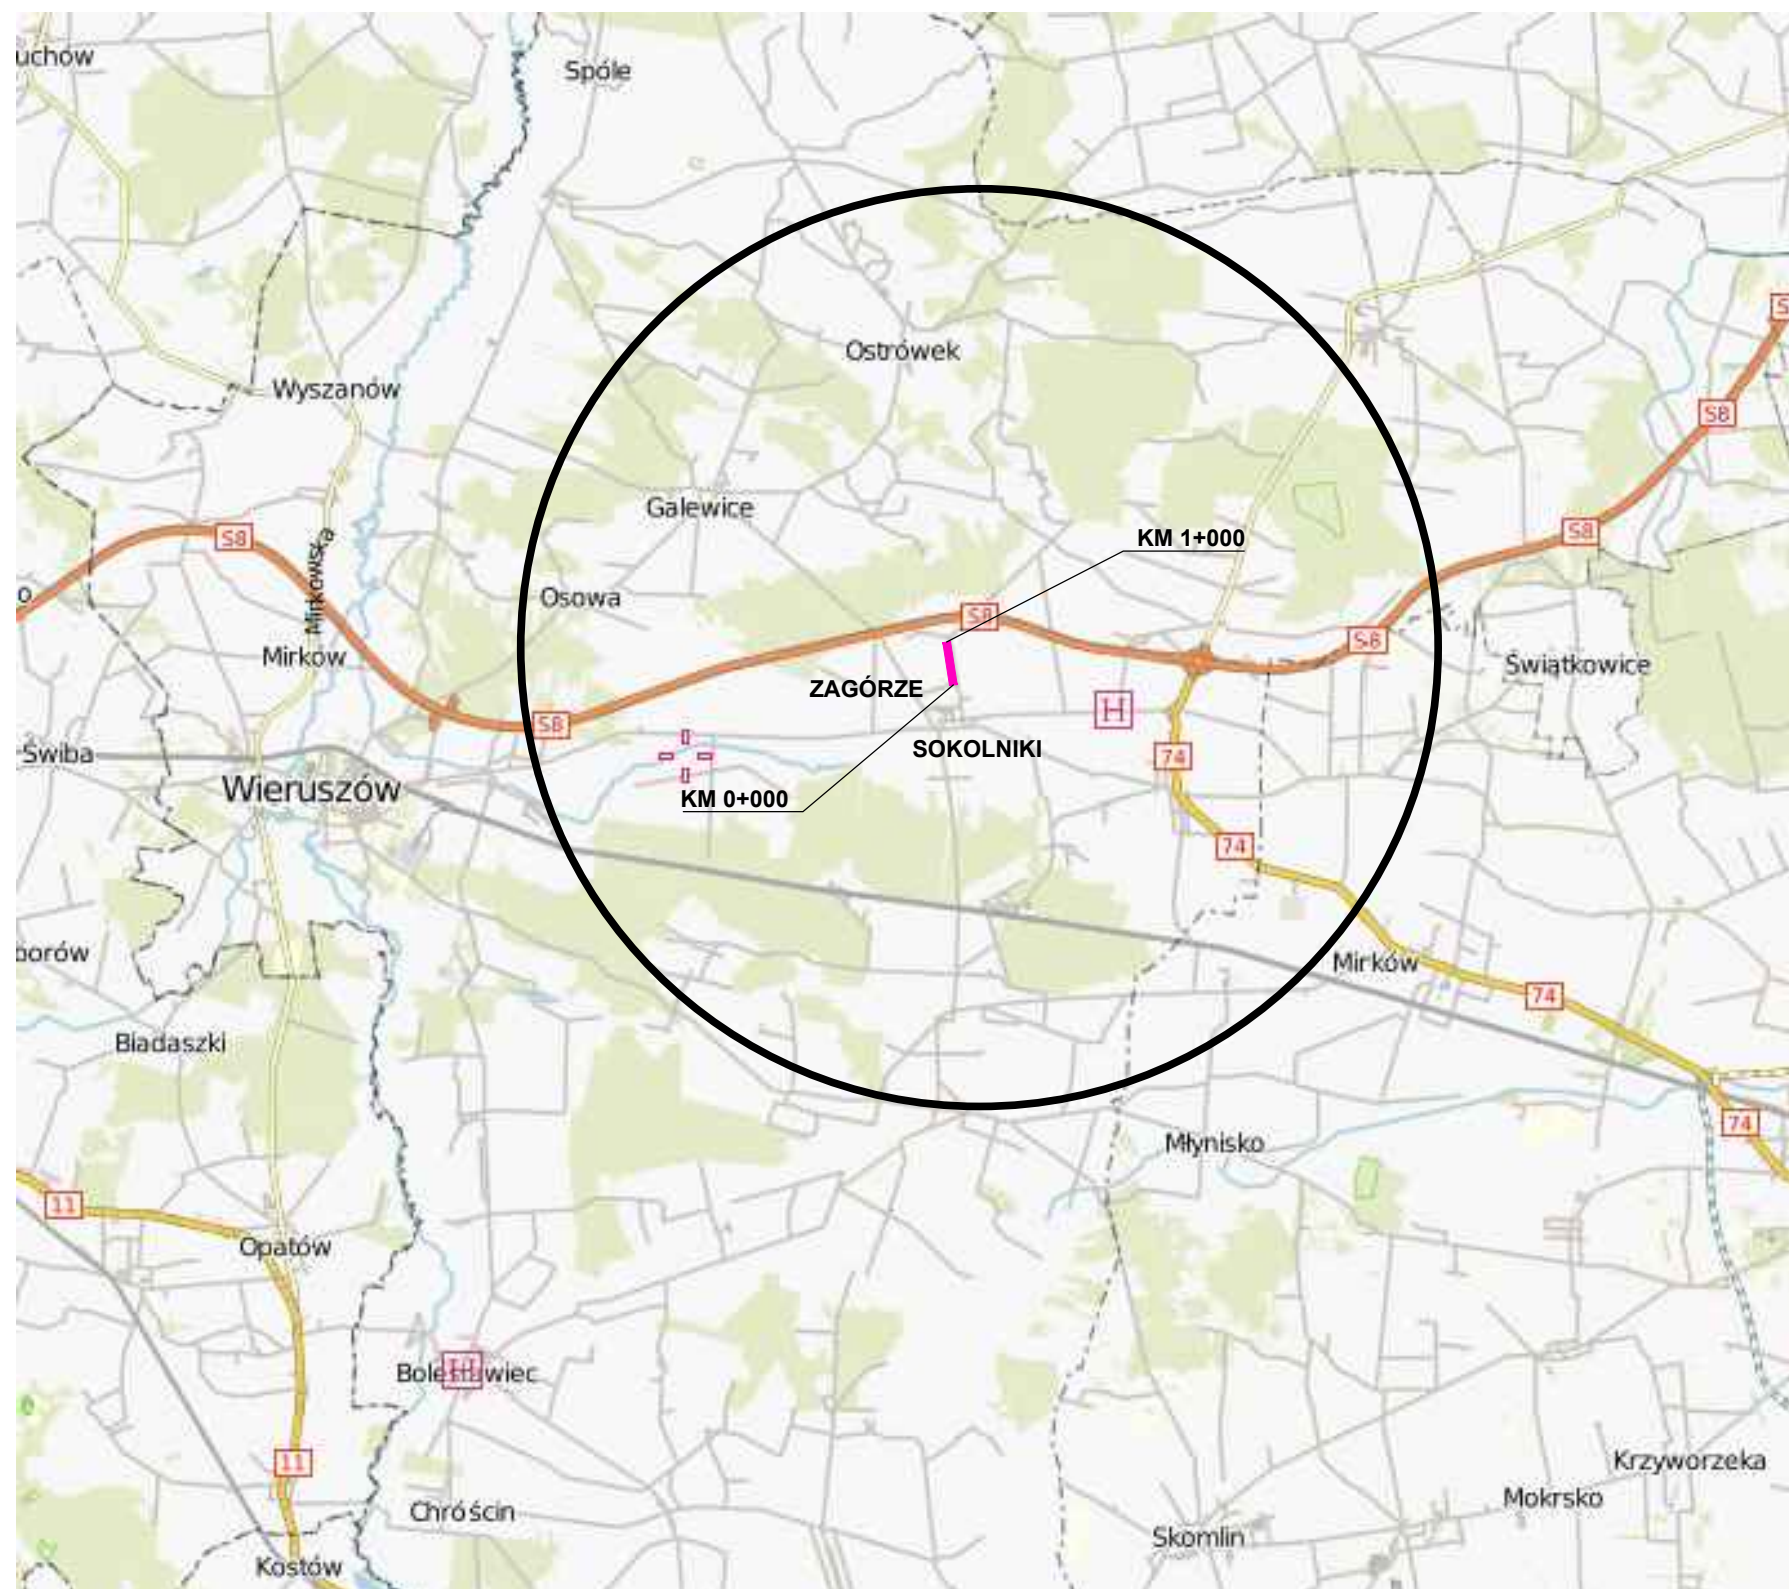 uchów
Spóle
S
Ostrówek
Wyszanów
S8
Galewice
S8
S8
KM 1+000
Mirkowska
o
Osowa
S8
S8
Mirków
Świątkowice
ZAGÓRZE
H
S8
SOKOLNIKI
Świba
74
Wieruszów
KM 0+000
74
borów
Mirków
74
Biadaszki
74
Młynisko
11
Opatów
Bolesławiec
H
11
Krzyworzeka
Mokrsko
Chróścin
Skomlin
Kostów